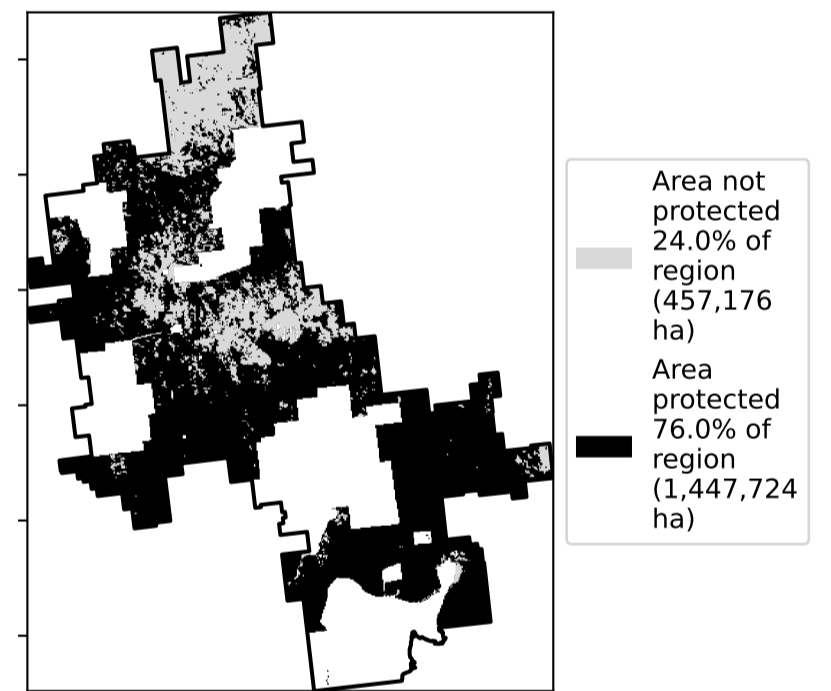 Area not
protected
24.0% of
region
(457,176
ha)
Area
protected
76.0% of
region
(1,447,724
ha)